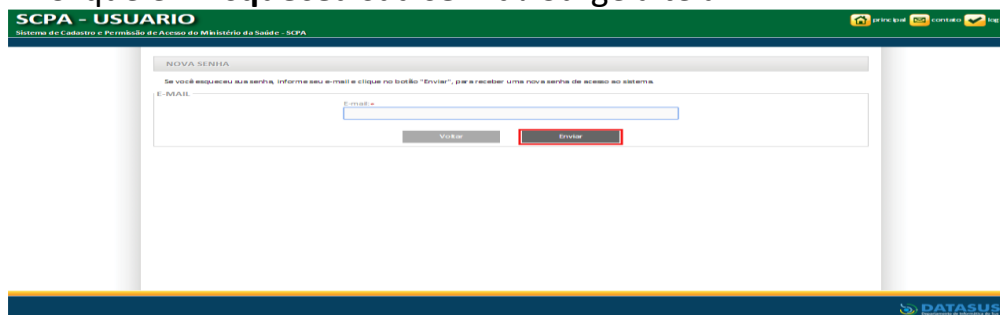 SCPA - USUARIO
principal contato log
Sistema de Cadastro e Permissão de Acesso do Ministério da Saúde - SCPA
NOVA SENHA
Se você esqueceu sua senha, informe seu e-mail e clique no botão "Enviar", para receber uma nova senha de acesso ao sistema.
E-MAIL
E-mail:
Voltar Enviar
DATASUS